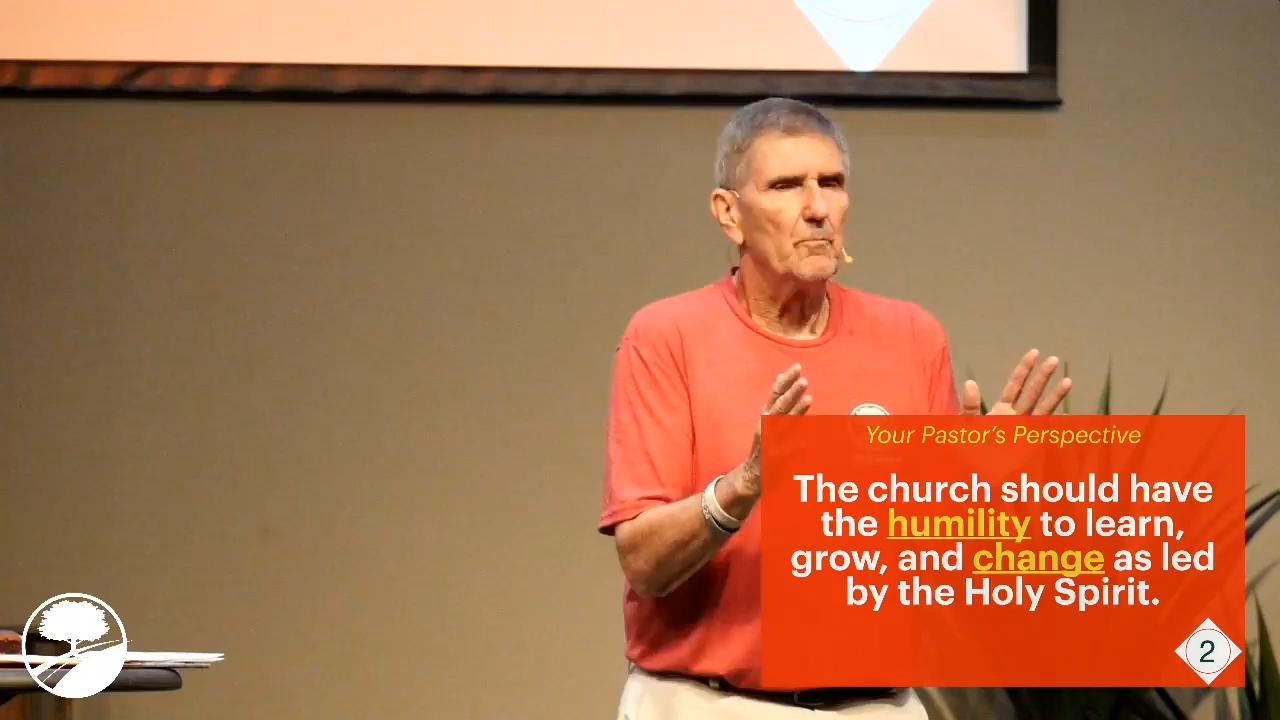 Your Pastor's Perspective
The church should have
the humility to learn,
grow, and change as led
by the Holy Spirit.
2